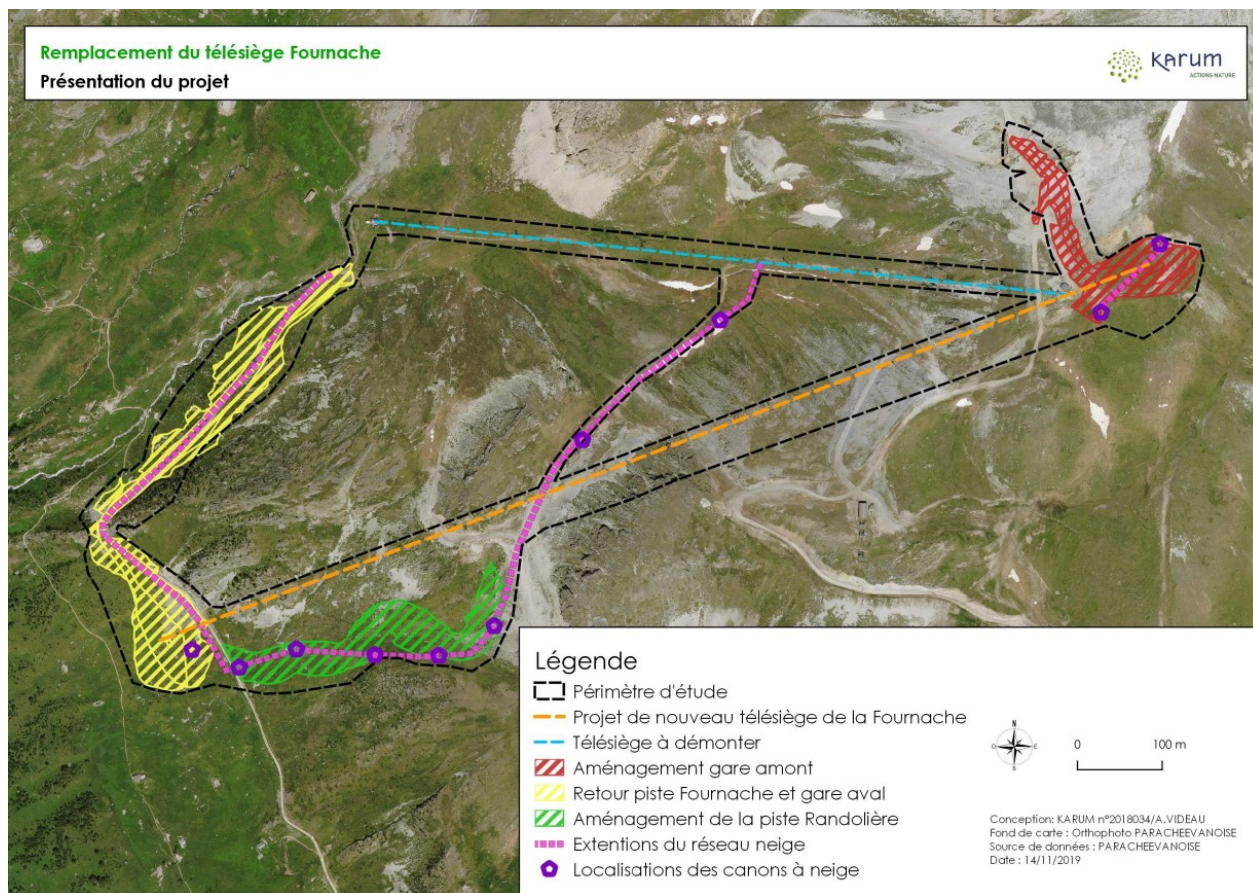 Remplacement du télésiège Fournache
Présentation du projet
KARUM
ACTIONS NATURE
Légende
Périmètre d'étude
Projet de nouveau télésiège de la Fournache
Télésiège à démonter
Aménagement gare amont
Retour piste Fournache et gare aval
Aménagement de la piste Randolière
Extentions du réseau neige
Localisations des canons à neige
N
O
E
S
0 100 m
Conception: KARUM n°2018034/A.VIDEAU
Fond de carte : Orthophoto PARACHEEVANOISE
Source de données : PARACHEEVANOISE
Date : 14/11/2019